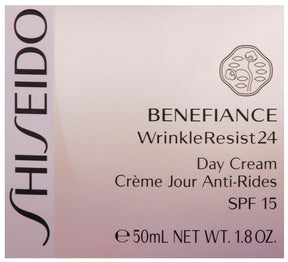 SHISEIDO
BENEFIANCE
WrinkleResist24
Day Cream
Crème Jour Anti-Rides
SPF 15
℮50mL NET WT. 1.8 OZ.